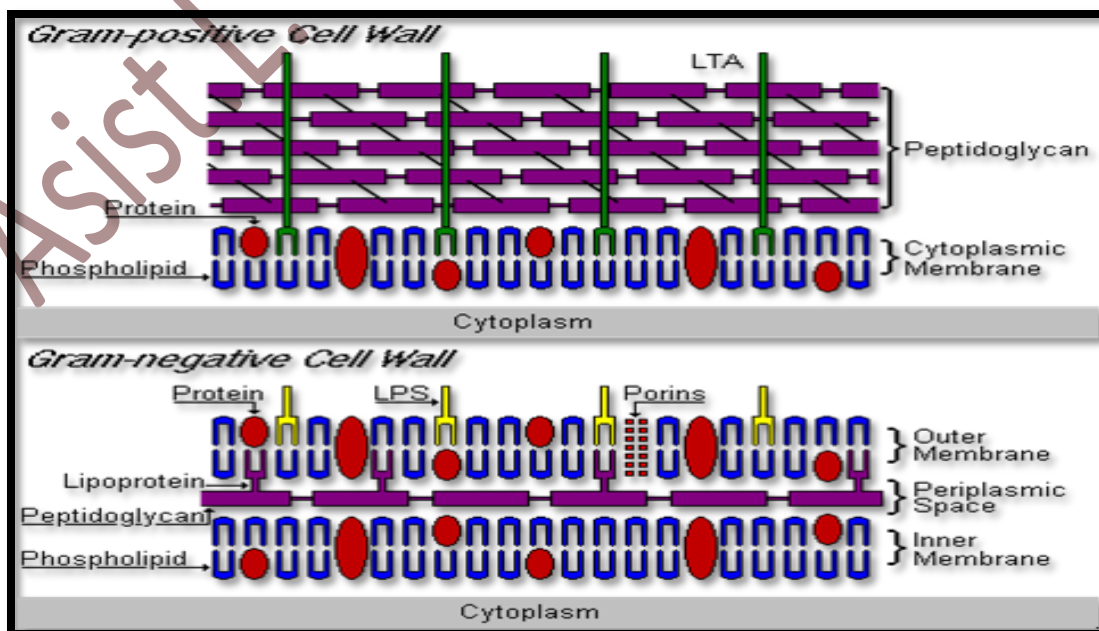 Asist.
Gram-positive Cell Wall
LTA
Peptidoglycan
Protein
Phospholipid
Cytoplasmic
Membrane
Cytoplasm
Gram-negative Cell Wall
Protein
LPS
Porins
Outer
Membrane
Lipoprotein
Periplasmic
Space
Peptidoglycan
Phospholipid
Inner
Membrane
Cytoplasm